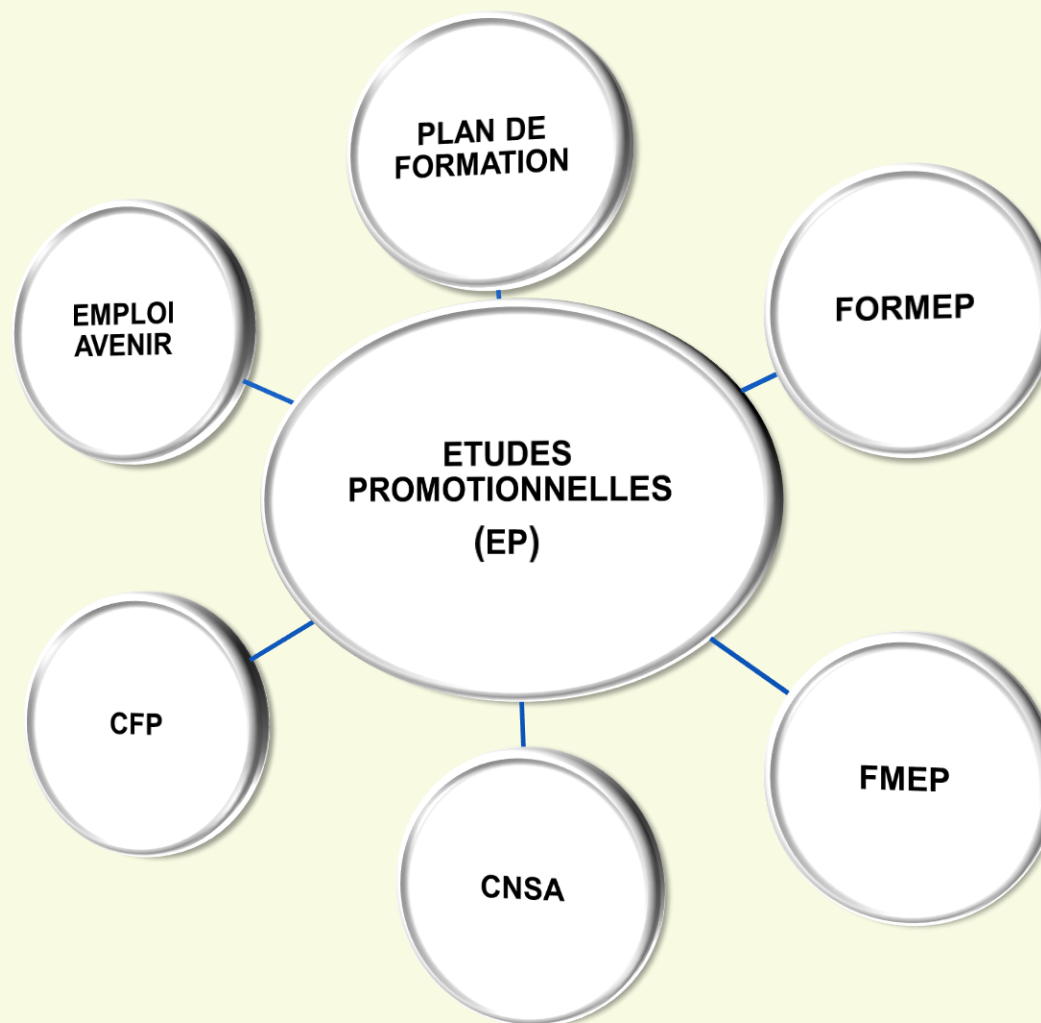 PLAN DE
FORMATION
FORMEP
EMPLOI
AVENIR
ETUDES
PROMOTIONNELLES
(EP)
CFP
FMEP
CNSA